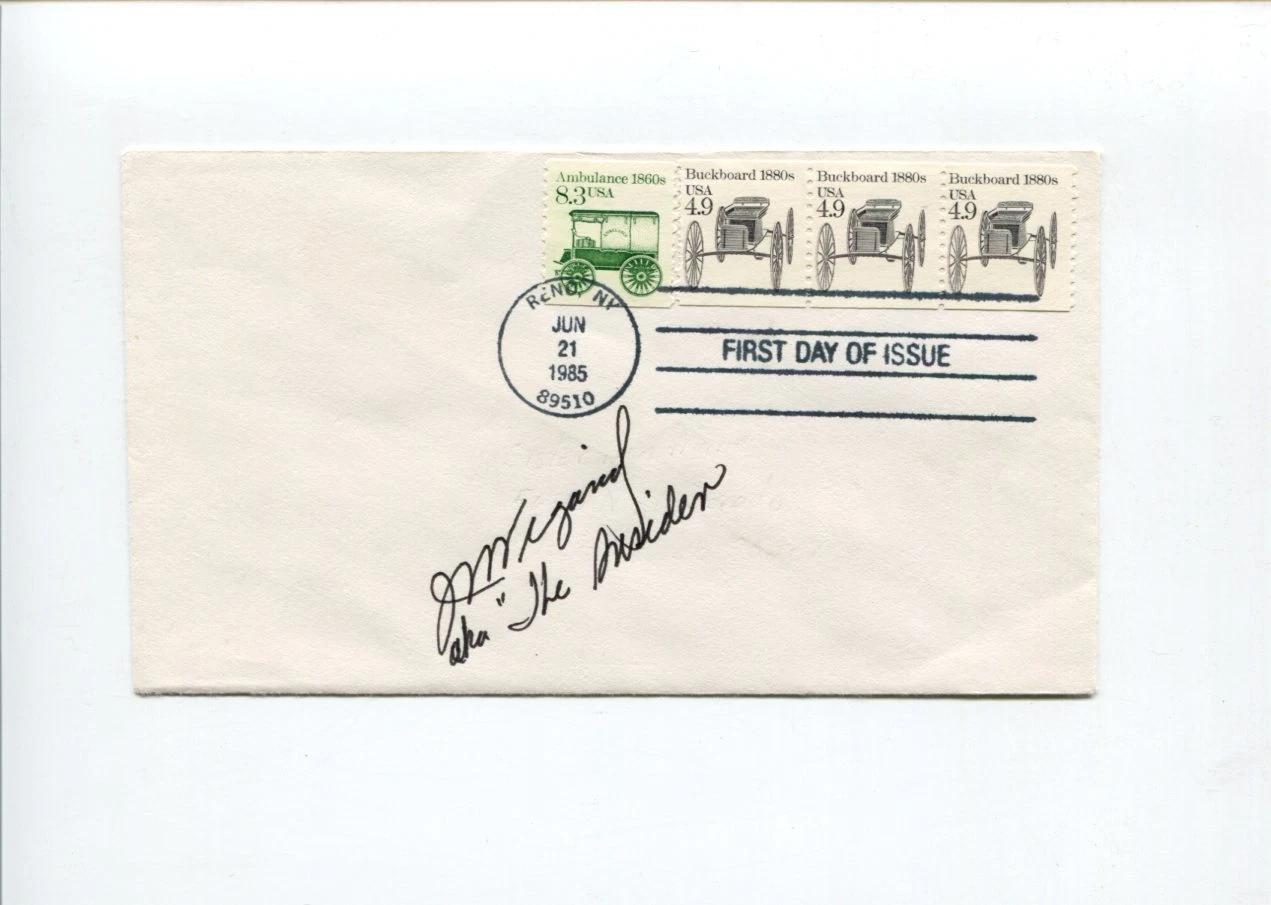 Ambulance 1860s
8.3 USA
Buckboard 1880s
USA
4.9
Buckboard 1880s
USA
4.9
Buckboard 1880s
USA
4.9
RENO, NV
JUN
21
1985
89510
FIRST DAY OF ISSUE
Wigand
aka "The Insider